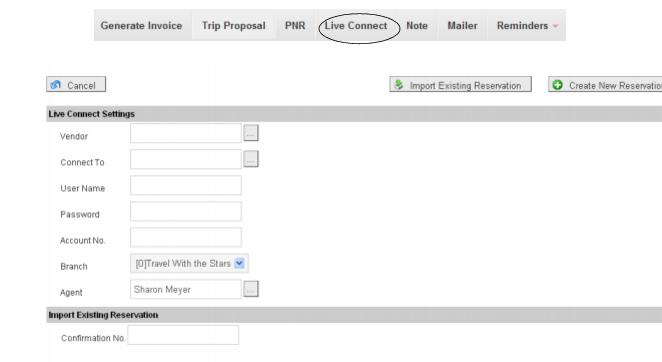 Generate Invoice Trip Proposal PNR Live Connect Note Mailer Reminders
Cancel Import Existing Reservation Create New Reservatio
Live Connect Settings
Vendor ...
Connect To ...
User Name
Password
Account No.
Branch [0]Travel With the Stars
Agent Sharon Meyer ...
Import Existing Reservation
Confirmation No.